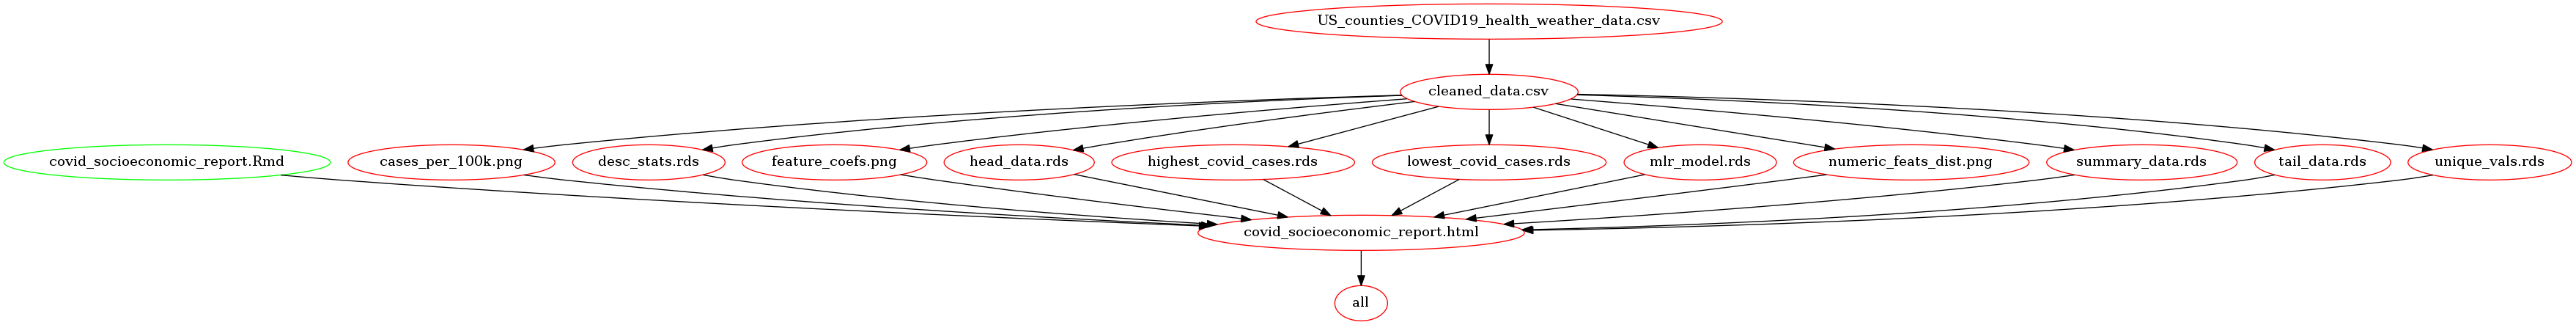 US_counties_COVID19_health_weather_data.csv
cleaned_data.csv
covid_socioeconomic_report.Rmd
cases_per_100k.png
desc_stats.rds
feature_coefs.png
head_data.rds
highest_covid_cases.rds
lowest_covid_cases.rds
mlr_model.rds
numeric_feats_dist.png
summary_data.rds
tail_data.rds
unique_vals.rds
covid_socioeconomic_report.html
all